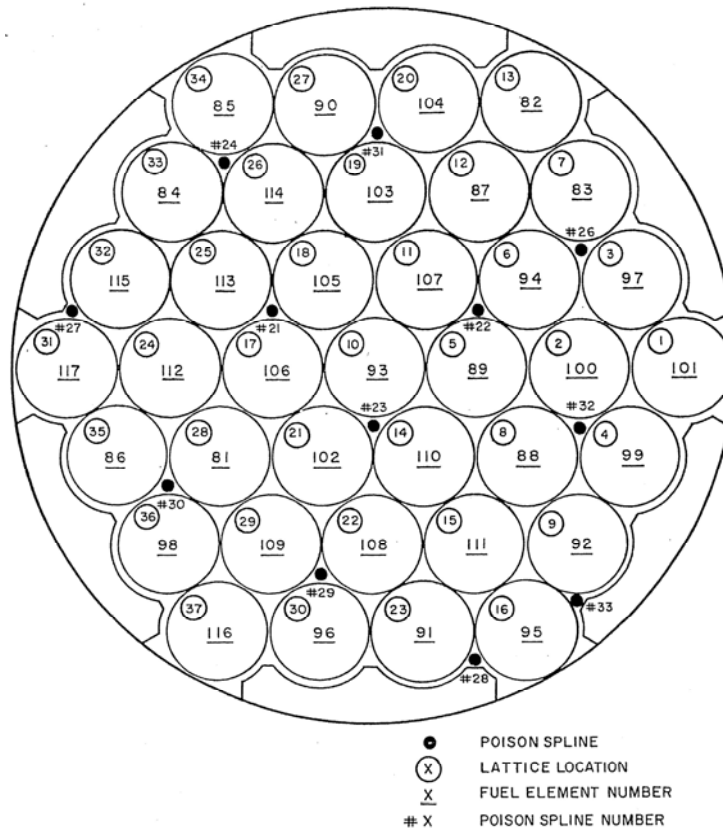 34 27 20 13
85 90 104 82
#24 #31
33 26 19 12 7
84 114 103 87 83
#26
32 25 18 11 6 3
115 113 105 107 94 97
#27 #21 #22
31 24 17 10 5 2 1
117 112 106 93 89 100 101
#23 #32
35 28 21 14 8 4
86 81 102 110 88 99
#30
36 29 22 15 9
98 109 108 111 92
#29 #33
37 30 23 16
116 96 91 95
#28
POISON SPLINE
X LATTICE LOCATION
X FUEL ELEMENT NUMBER
# X POISON SPLINE NUMBER